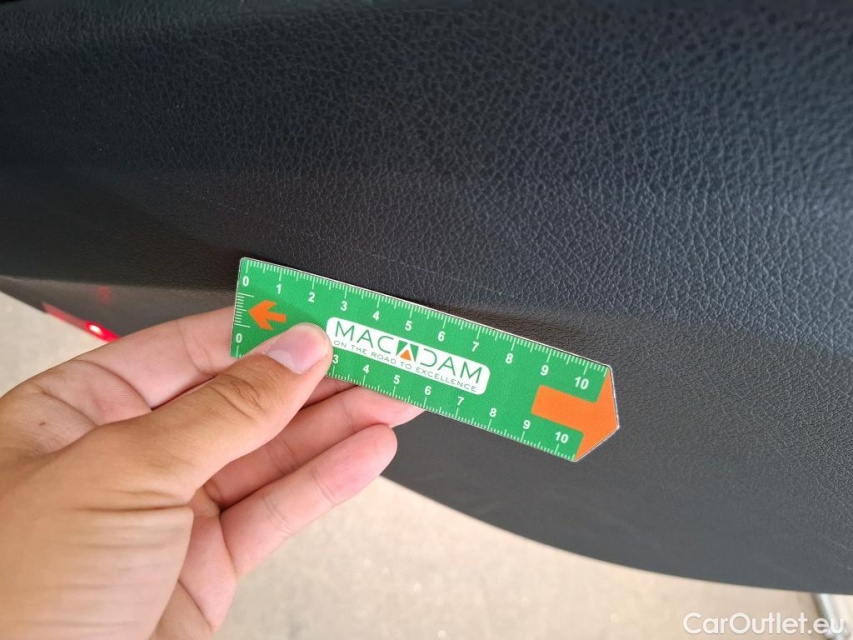 0 1 2 3 4 5 6 7 8 9 10
MACADAM
ON THE ROAD TO EXCELLENCE
0 3 4 5 6 7 8 9 10
CarOutlet.eu